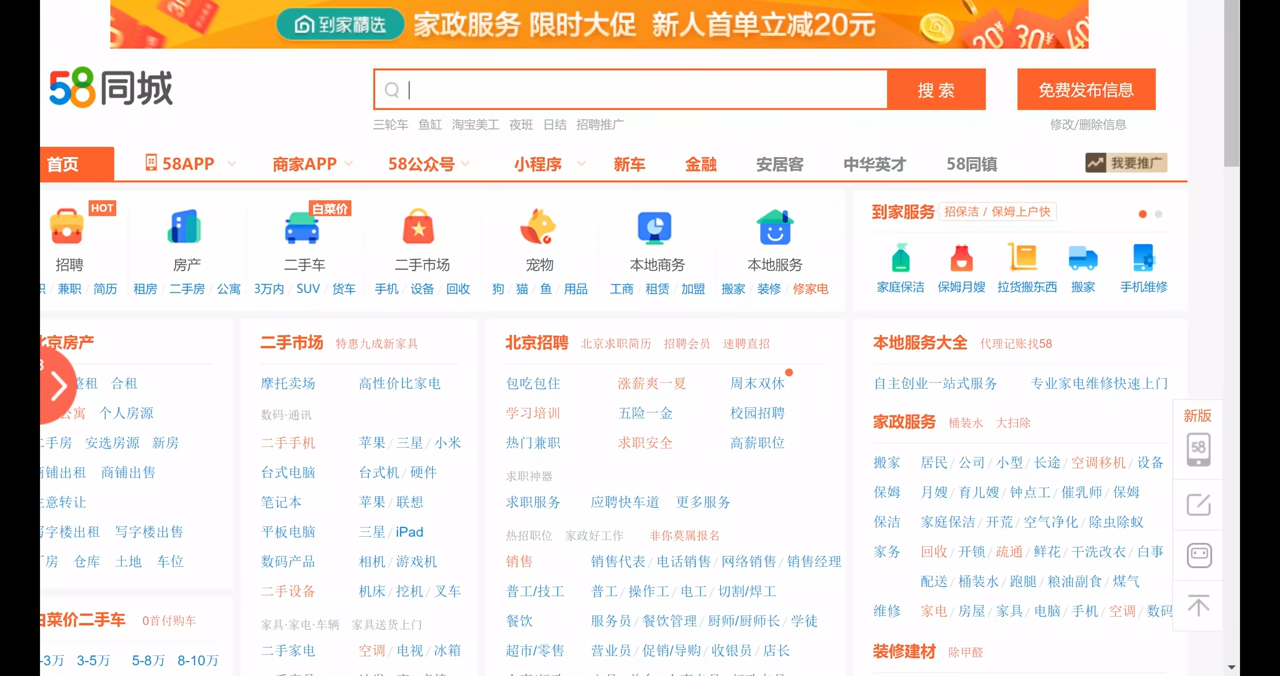 到家精选 家政服务 限时大促 新人首单立减20元
20 30 40
58同城
搜 索
免费发布信息
三轮车 鱼缸 淘宝美工 夜班 日结 招聘推广
修改/删除信息
首页 58APP 商家APP 58公众号 小程序 新车 金融 安居客 中华英才 58同镇 我要推广
HOT 白菜价
招聘 房产 二手车 二手市场 宠物 本地商务 本地服务
兼职 / 简历 租房 / 二手房 / 公寓 3万内 / SUV / 货车 手机 / 设备 / 回收 狗 / 猫 / 鱼 / 用品 工商 / 租赁 / 加盟 搬家 / 装修 / 修家电
到家服务 招保洁 / 保姆上户快
家庭保洁 保姆月嫂 拉货搬东西 搬家 手机维修
京房产
整租 合租
公寓 个人房源
二手房 安选房源 新房
商铺出租 商铺出售
生意转让
写字楼出租 写字楼出售
厂房 仓库 土地 车位
白菜价二手车 0首付购车
-3万 3-5万 5-8万 8-10万
二手市场 特惠九成新家具
摩托卖场 高性价比家电
数码·通讯
二手手机 苹果 / 三星 / 小米
台式电脑 台式机 / 硬件
笔记本 苹果 / 联想
平板电脑 三星 / iPad
数码产品 相机 / 游戏机
二手设备 机床 / 挖机 / 叉车
家具·家电·车辆 家具送货上门
二手家电 空调 / 电视 / 冰箱
北京招聘 北京求职简历 招聘会员 速聘直招
包吃包住 涨薪爽一夏 周末双休
学习培训 五险一金 校园招聘
热门兼职 求职安全 高薪职位
求职神器
求职服务 应聘快车道 更多服务
热招职位 家政好工作 非你莫属报名
销售 销售代表 / 电话销售 / 网络销售 / 销售经理
普工/技工 普工 / 操作工 / 电工 / 切割/焊工
餐饮 服务员 / 餐饮管理 / 厨师/厨师长 / 学徒
超市/零售 营业员 / 促销/导购 / 收银员 / 店长
本地服务大全 代理记账找58
自主创业一站式服务 专业家电维修快速上门
家政服务 桶装水 大扫除
搬家 居民 / 公司 / 小型 / 长途 / 空调移机 / 设备
保姆 月嫂 / 育儿嫂 / 钟点工 / 催乳师 / 保姆
保洁 家庭保洁 / 开荒 / 空气净化 / 除虫除蚁
家务 回收 / 开锁 / 疏通 / 鲜花 / 干洗改衣 / 白事
配送 / 桶装水 / 跑腿 / 粮油副食 / 煤气
维修 家电 / 房屋 / 家具 / 电脑 / 手机 / 空调 / 数码
装修建材 除甲醛
新版
58